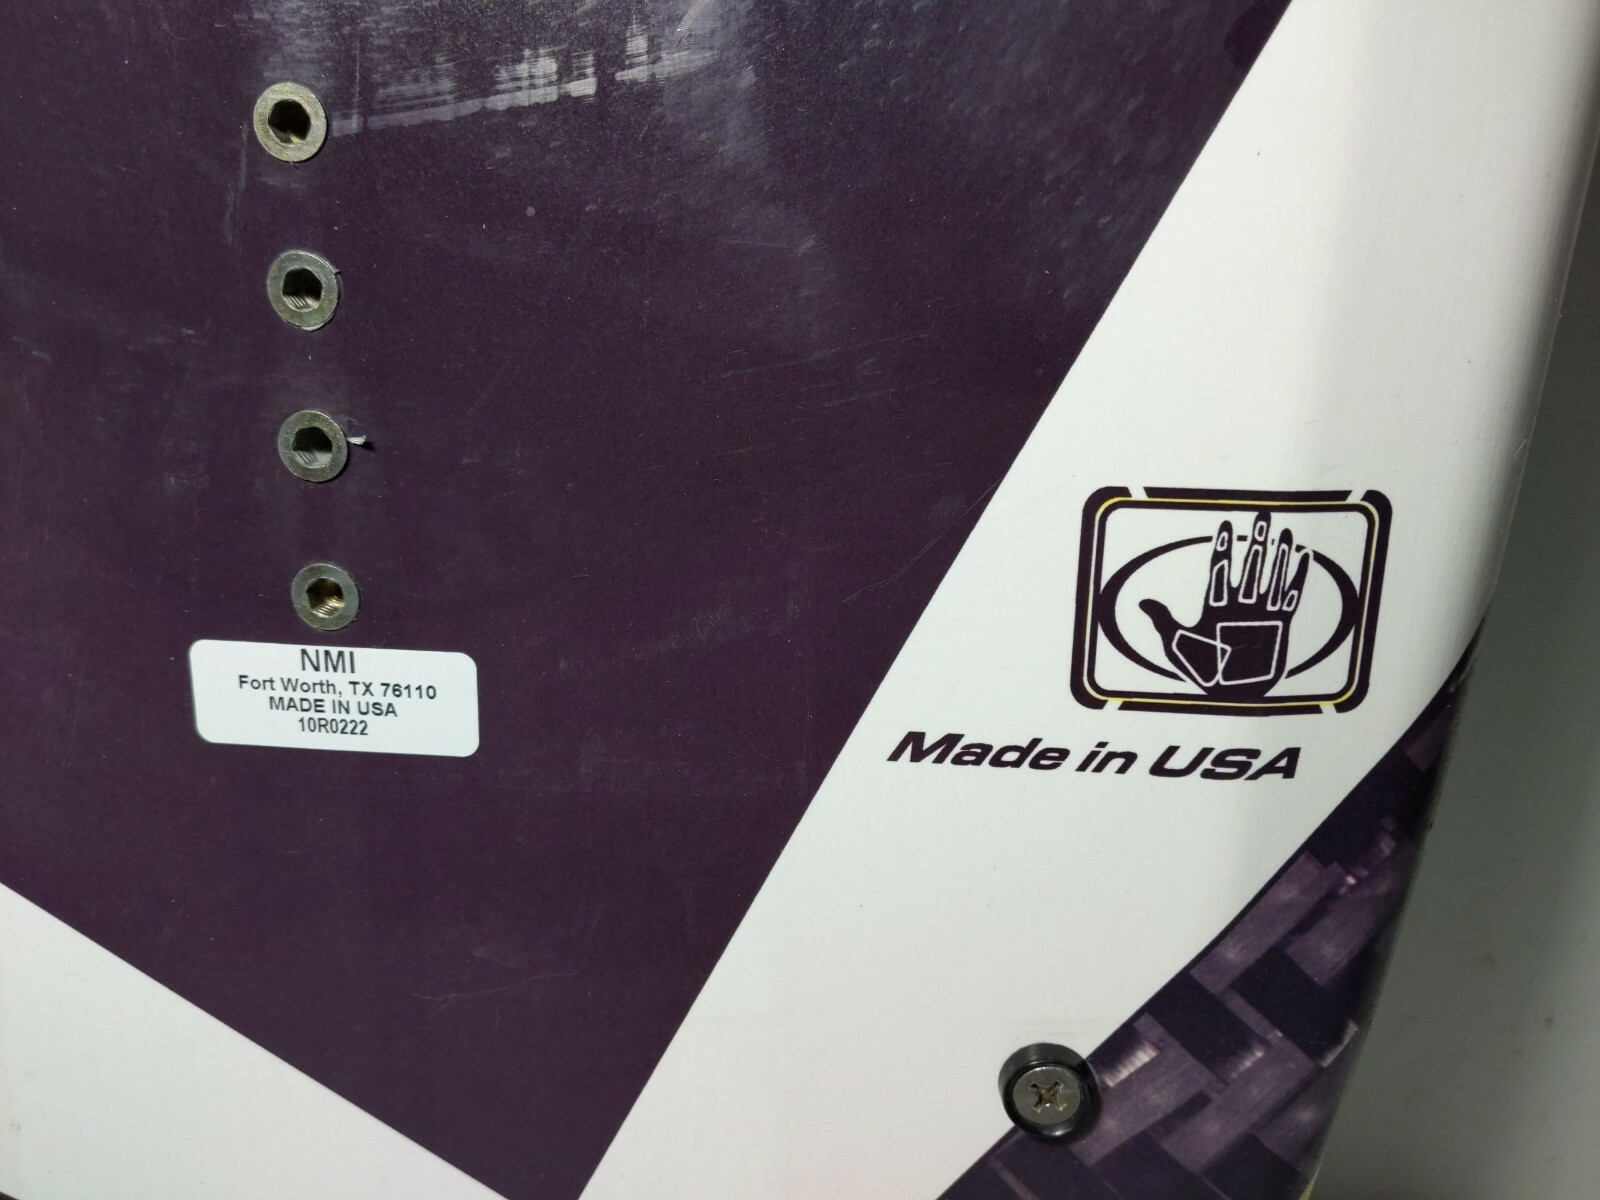 NMI
Fort Worth, TX 76110
MADE IN USA
10R0222
Made in USA